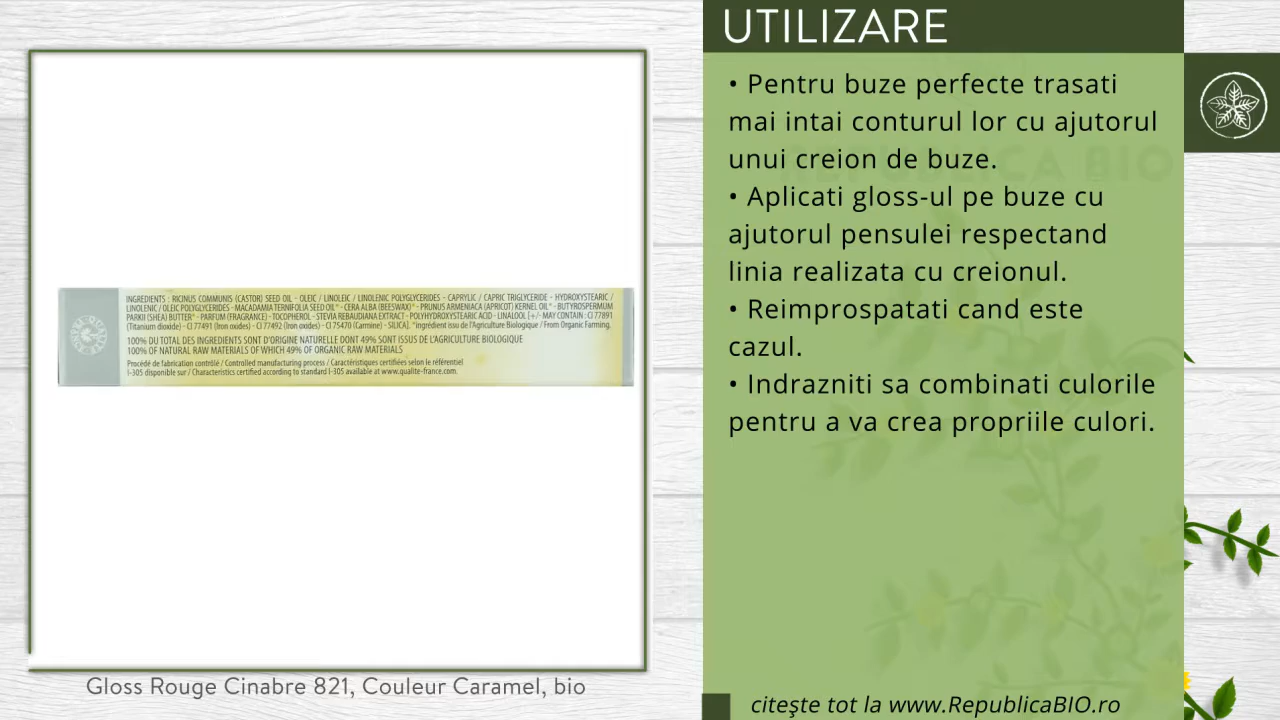 UTILIZARE
• Pentru buze perfecte trasati
mai intai conturul lor cu ajutorul
unui creion de buze.
• Aplicati gloss-ul pe buze cu
ajutorul pensulei respectand
linia realizata cu creionul.
• Reimprospatati cand este
cazul.
• Indrazniti sa combinati culorile
pentru a va crea propriile culori.
INGREDIENTS : RICINUS COMMUNIS (CASTOR) SEED OIL - OLEIC / LINOLEIC / LINOLENIC POLYGLYCERIDES - CAPRYLIC / CAPRIC TRIGLYCERIDE - HYDROXYSTEARIC /
LINOLENIC / OLEIC POLYGLYCERIDES - MACADAMIA TERNIFOLIA SEED OIL* - CERA ALBA (BEESWAX)* - PRUNUS ARMENIACA (APRICOT) KERNEL OIL* - BUTYROSPERMUM
PARKII (SHEA) BUTTER* - PARFUM (FRAGRANCE) - TOCOPHEROL - STEVIA REBAUDIANA EXTRACT - POLYHYDROXYSTEARIC ACID - LINALOOL [+/- MAY CONTAIN : CI 77891
(Titanium dioxide) - CI 77491 (Iron oxides) - CI 77492 (Iron oxides) - CI 75470 (Carmine) - SILICA]. *ingrédient issu de l'Agriculture Biologique / From Organic Farming.
100% DU TOTAL DES INGREDIENTS SONT D'ORIGINE NATURELLE DONT 49% SONT ISSUS DE L'AGRICULTURE BIOLOGIQUE
100% OF NATURAL RAW MATERIALS OF WHICH 49% OF ORGANIC RAW MATERIALS
Procédé de fabrication contrôlé / Controlled manufacturing process / Caractéristiques certifiées selon le référentiel
I-305 disponible sur / Characteristics certified according to standard I-305 available at www.qualite-france.com.
Gloss Rouge Cinabre 821, Couleur Caramel, bio
citeşte tot la www.RepublicaBIO.ro